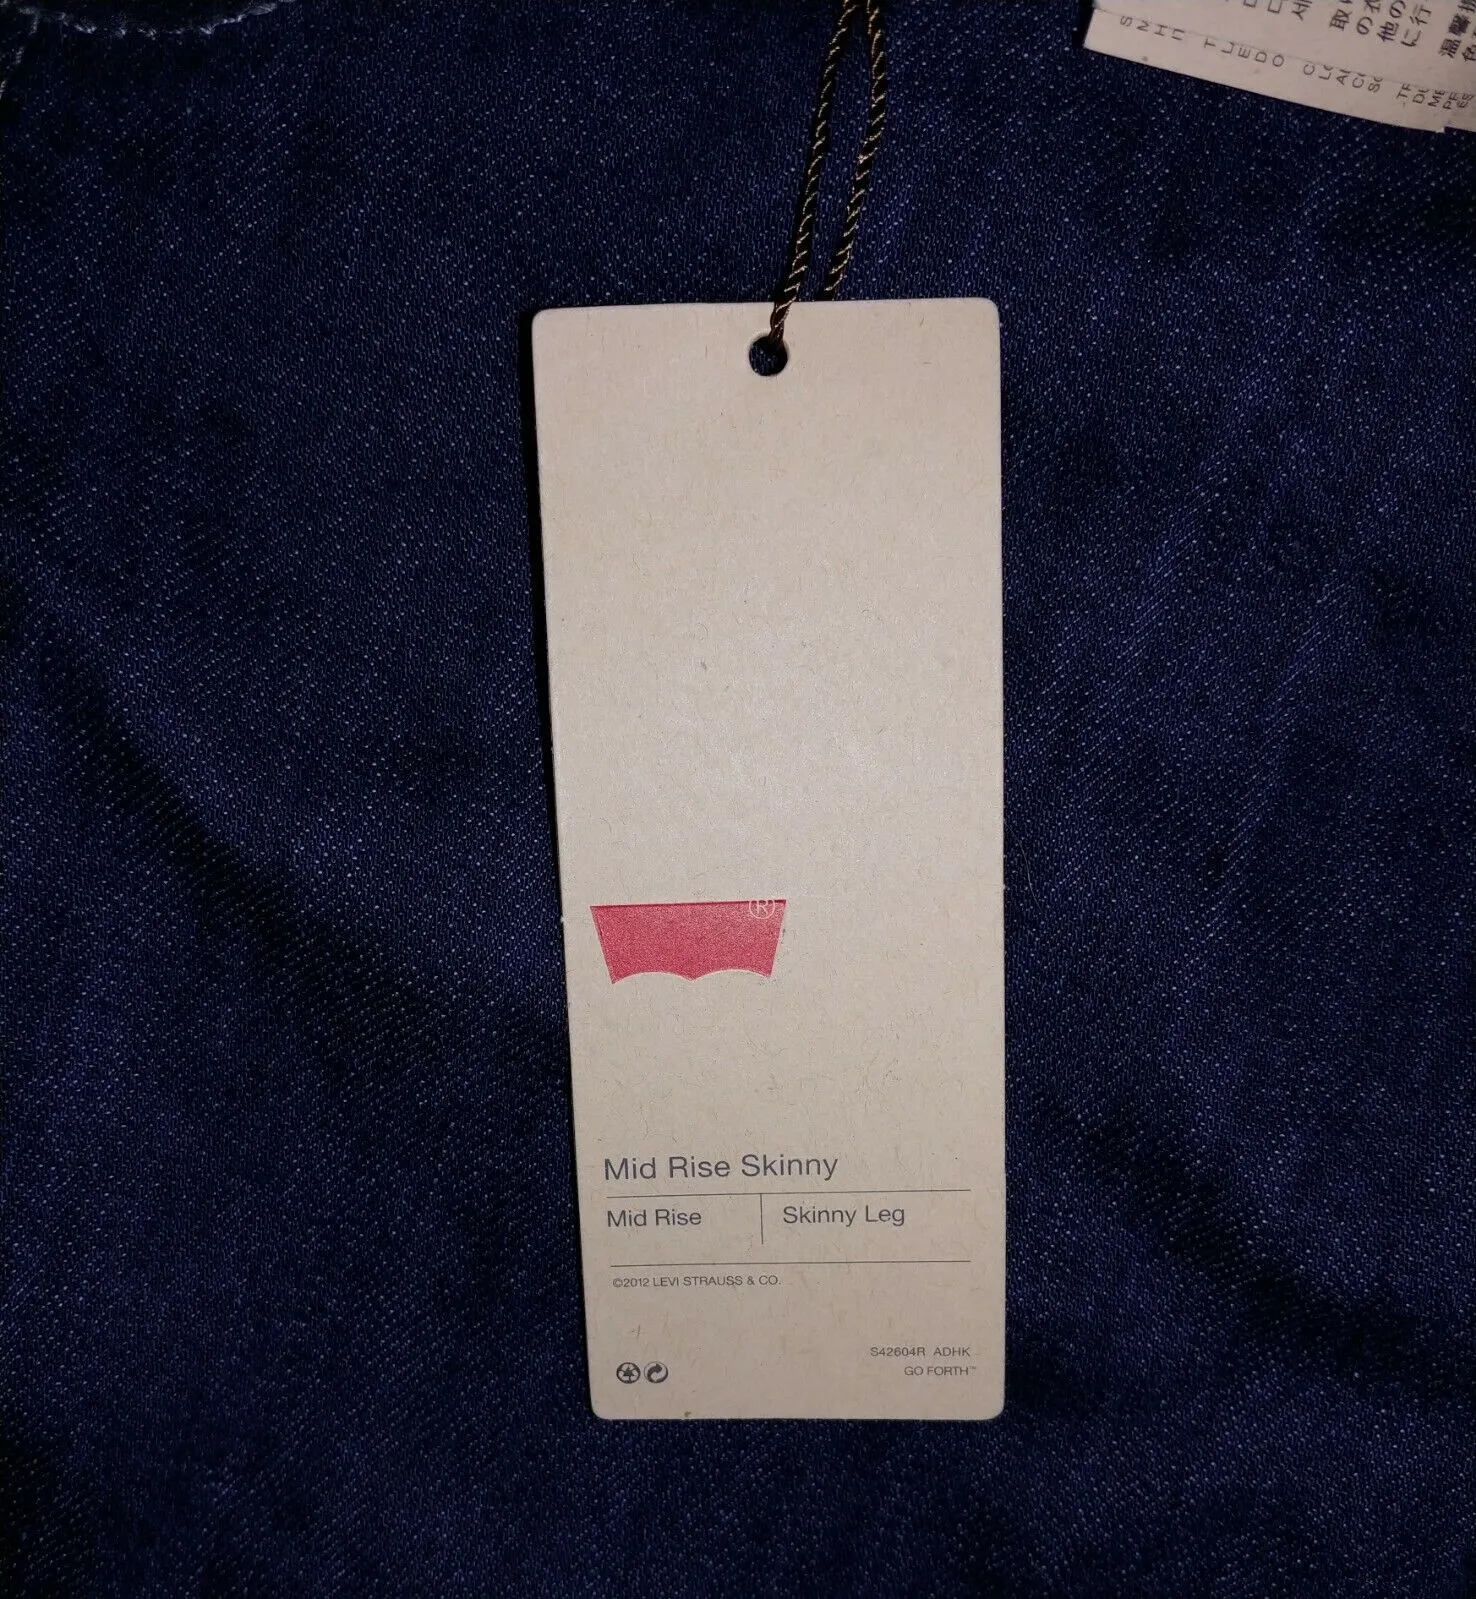 ®
Mid Rise Skinny
Mid Rise
Skinny Leg
©2012 LEVI STRAUSS & CO.
S42604R ADHK
GO FORTH™